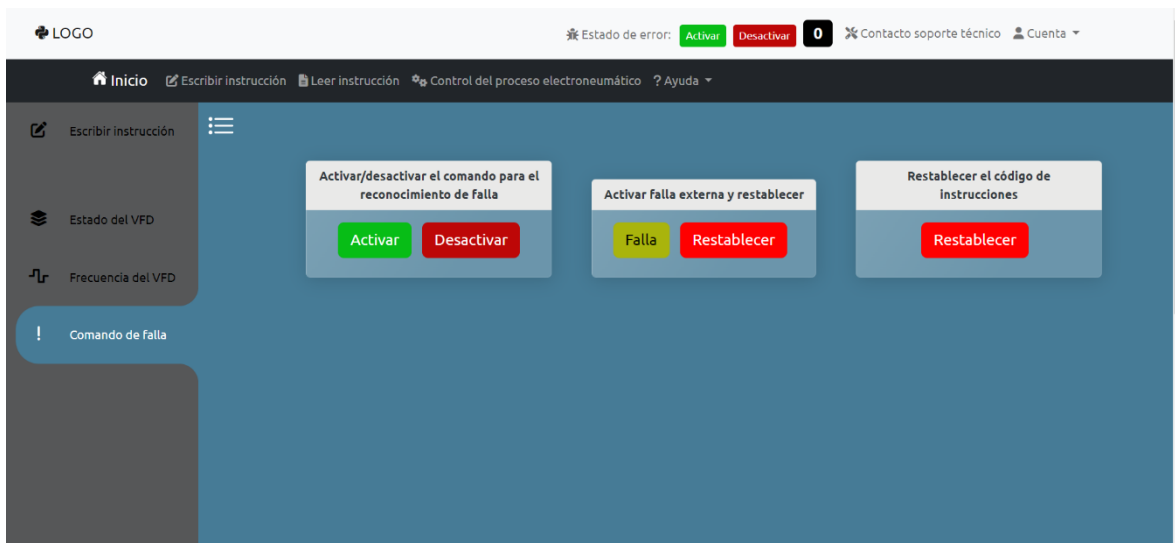 LOGO
Estado de error: Activar Desactivar 0 Contacto soporte técnico Cuenta
Inicio Escribir instrucción Leer instrucción Control del proceso electroneumático ? Ayuda
Escribir instrucción
Estado del VFD
Frecuencia del VFD
! Comando de falla
Activar/desactivar el comando para el
reconocimiento de falla
Activar Desactivar
Activar falla externa y restablecer
Falla Restablecer
Restablecer el código de
instrucciones
Restablecer